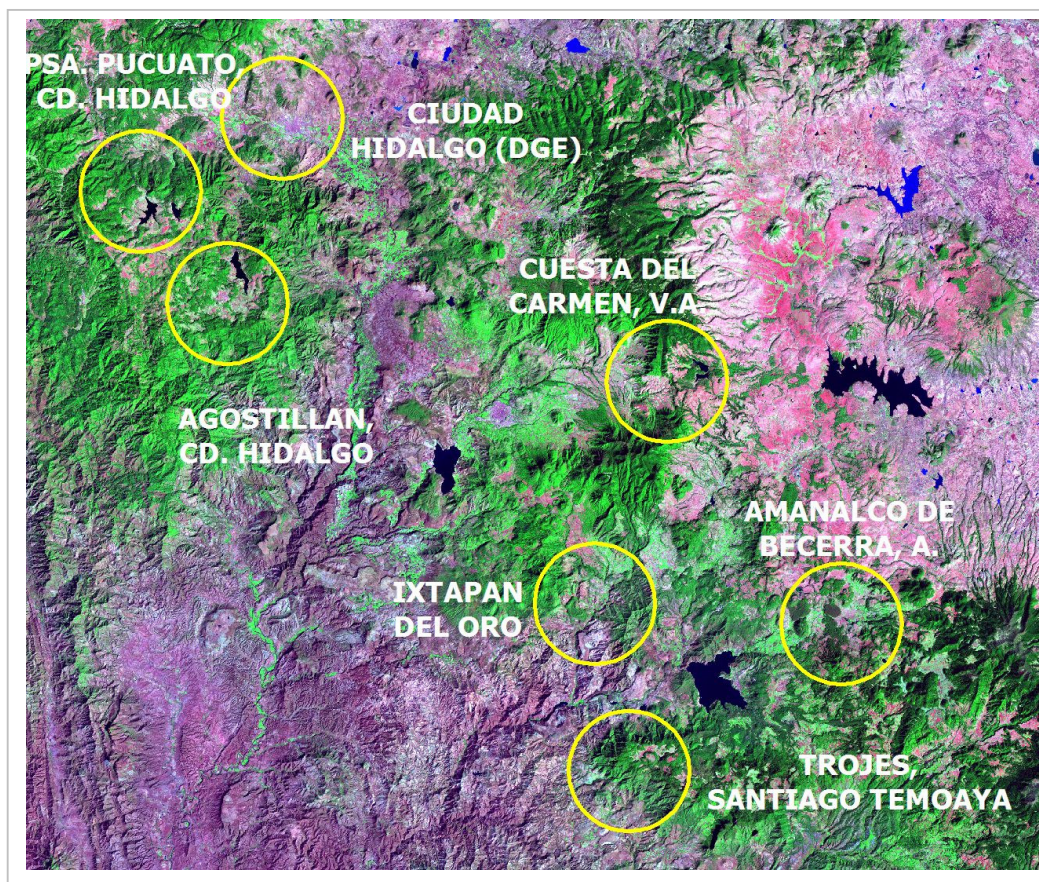 PSA. PUCUATO,
CD. HIDALGO
CIUDAD
HIDALGO (DGE)
CUESTA DEL
CARMEN, V.A
AGOSTILLAN,
CD. HIDALGO
AMANALCO DE
BECERRA, A.
IXTAPAN
DEL ORO
TROJES,
SANTIAGO TEMOAYA